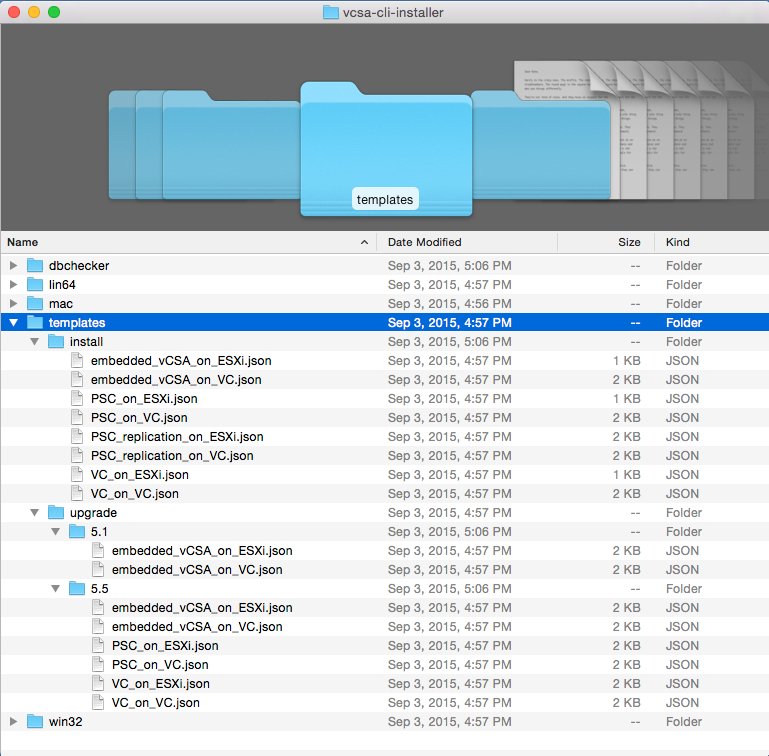 vcsa-cli-installer
templates
Name Date Modified Size Kind
dbchecker Sep 3, 2015, 5:06 PM -- Folder
lin64 Sep 3, 2015, 4:57 PM -- Folder
mac Sep 3, 2015, 4:56 PM -- Folder
templates Sep 3, 2015, 4:57 PM -- Folder
install Sep 3, 2015, 5:06 PM -- Folder
embedded_vCSA_on_ESXi.json Sep 3, 2015, 4:57 PM 1 KB JSON
embedded_vCSA_on_VC.json Sep 3, 2015, 4:57 PM 2 KB JSON
PSC_on_ESXi.json Sep 3, 2015, 4:57 PM 1 KB JSON
PSC_on_VC.json Sep 3, 2015, 4:57 PM 2 KB JSON
PSC_replication_on_ESXi.json Sep 3, 2015, 4:57 PM 2 KB JSON
PSC_replication_on_VC.json Sep 3, 2015, 4:57 PM 2 KB JSON
VC_on_ESXi.json Sep 3, 2015, 4:57 PM 1 KB JSON
VC_on_VC.json Sep 3, 2015, 4:57 PM 2 KB JSON
upgrade Sep 3, 2015, 4:57 PM -- Folder
5.1 Sep 3, 2015, 5:06 PM -- Folder
embedded_vCSA_on_ESXi.json Sep 3, 2015, 4:57 PM 2 KB JSON
embedded_vCSA_on_VC.json Sep 3, 2015, 4:57 PM 2 KB JSON
5.5 Sep 3, 2015, 5:06 PM -- Folder
embedded_vCSA_on_ESXi.json Sep 3, 2015, 4:57 PM 2 KB JSON
embedded_vCSA_on_VC.json Sep 3, 2015, 4:57 PM 2 KB JSON
PSC_on_ESXi.json Sep 3, 2015, 4:57 PM 2 KB JSON
PSC_on_VC.json Sep 3, 2015, 4:57 PM 2 KB JSON
VC_on_ESXi.json Sep 3, 2015, 4:57 PM 2 KB JSON
VC_on_VC.json Sep 3, 2015, 4:57 PM 2 KB JSON
win32 Sep 3, 2015, 4:57 PM -- Folder